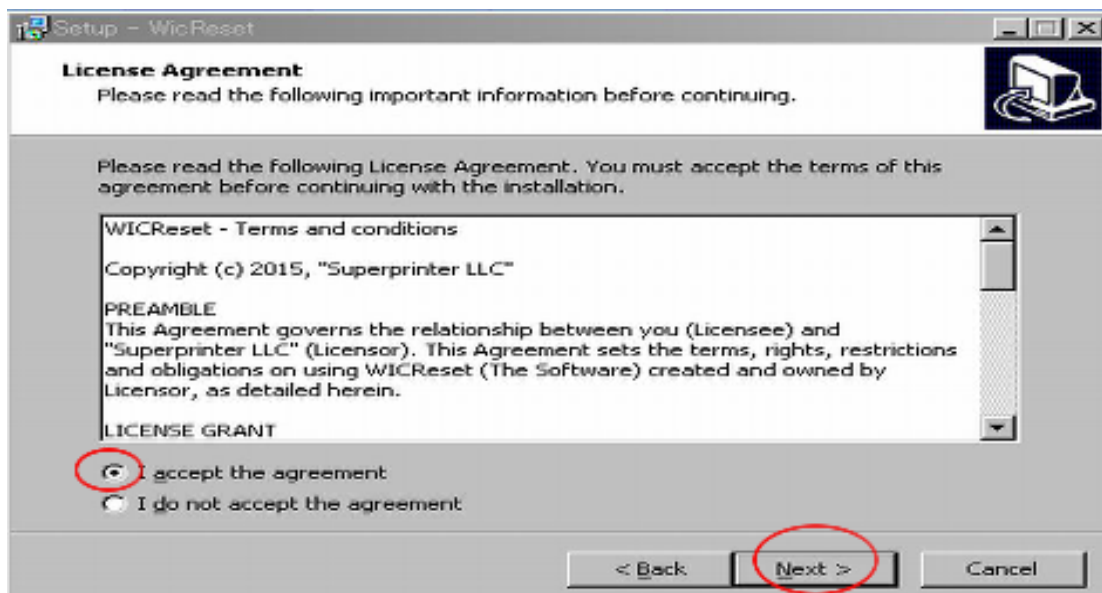 Setup - WicReset
License Agreement
Please read the following important information before continuing.
Please read the following License Agreement. You must accept the terms of this
agreement before continuing with the installation.
WICReset - Terms and conditions
Copyright (c) 2015, "Superprinter LLC"
PREAMBLE
This Agreement governs the relationship between you (Licensee) and
"Superprinter LLC" (Licensor). This Agreement sets the terms, rights, restrictions
and obligations on using WICReset (The Software) created and owned by
Licensor, as detailed herein.
LICENSE GRANT
I accept the agreement
I do not accept the agreement
< Back Next > Cancel